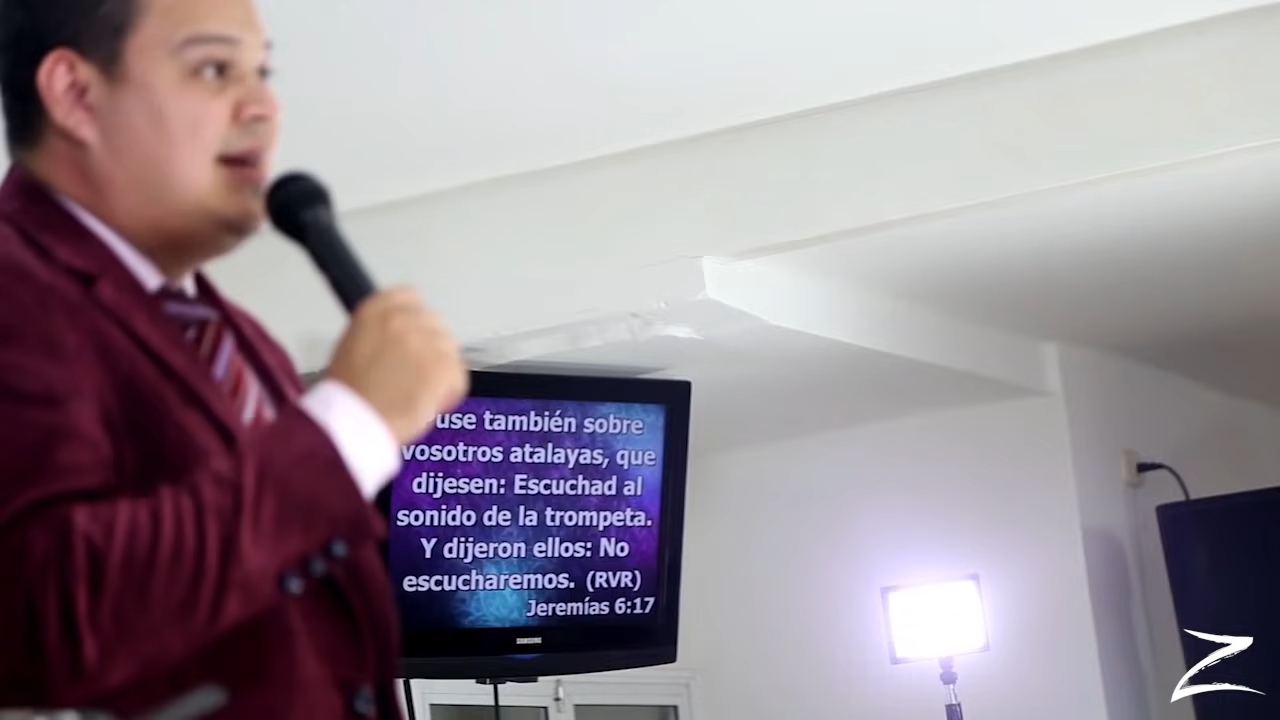 use también sobre
vosotros atalayas, que
dijesen: Escuchad al
sonido de la trompeta.
Y dijeron ellos: No
escucharemos. (RVR)
Jeremías 6:17
SAMSUNG
Z